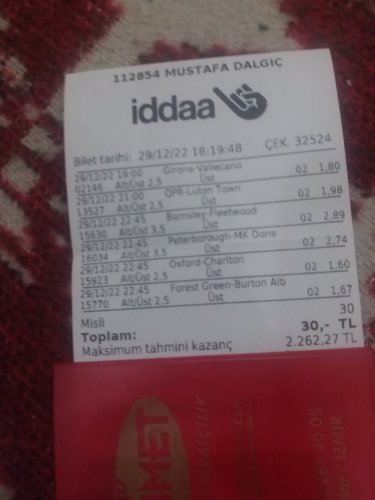 112854 MUSTAFA DALGIÇ
iddaa
Bilet tarihi: 29/12/22 18:19:48 ÇEK. 32524
29/12/22 19:00 Girona-Vallecano
02146 Alt/Üst 2,5 Üst 02 1,80
29/12/22 21:00 QPR-Luton Town
13527 Alt/Üst 2,5 Üst 02 1,98
29/12/22 22:45 Barnsley-Fleetwood
15630 Alt/Üst 3,5 Üst 02 2,89
29/12/22 22:45 Peterborough-MK Dons
16034 Alt/Üst 3,5 Üst 02 2,74
29/12/22 22:45 Oxford-Charlton
15923 Alt/Üst 2,5 Üst 02 1,60
29/12/22 22:45 Forest Green-Burton Alb
15770 Alt/Üst 2,5 Üst 02 1,67
Misli 30
Toplam: 30,- TL
Maksimum tahmini kazanç 2.262,27 TL
MET
.com
281 40 05
İZMİR